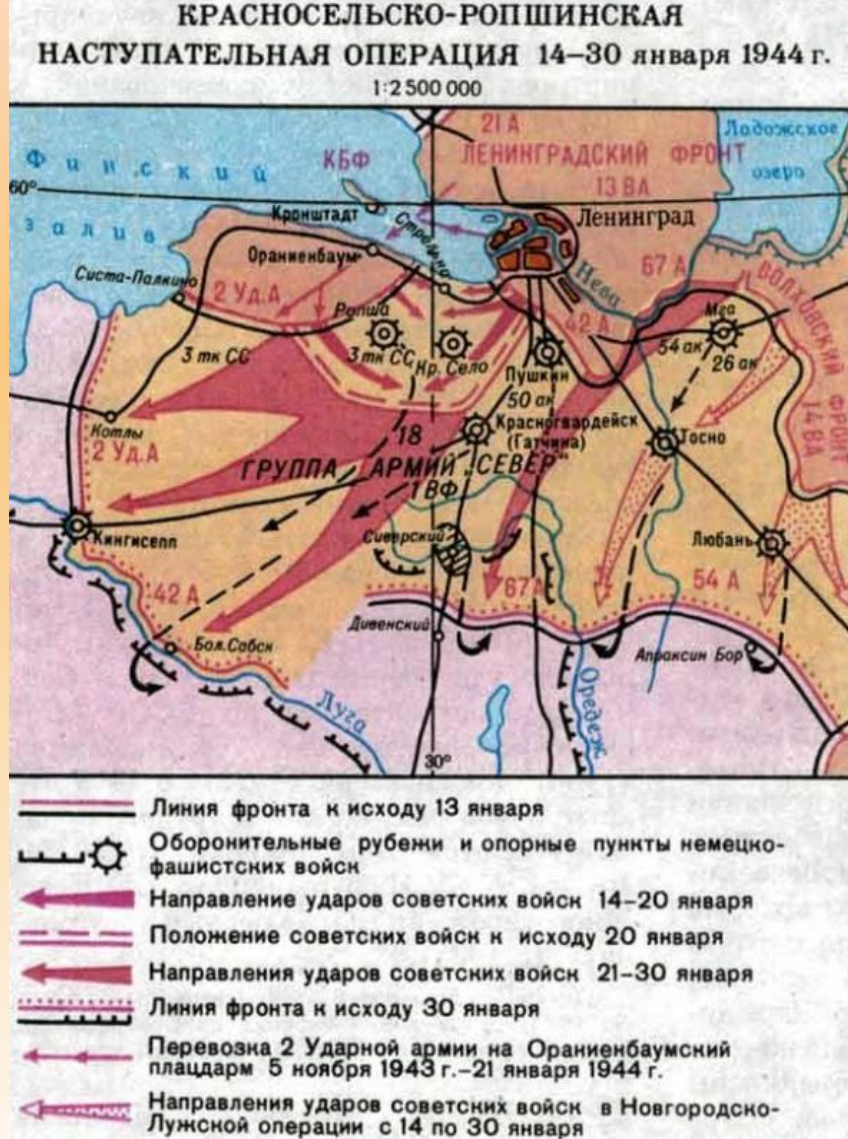 КРАСНОСЕЛЬСКО-РОПШИНСКАЯ
НАСТУПАТЕЛЬНАЯ ОПЕРАЦИЯ 14–30 января 1944 г.
1:2 500 000
21 А
Ладожское
озеро
Финский
залив
КБФ
ЛЕНИНГРАДСКИЙ ФРОНТ
13 ВА
60°
Кронштадт
Стрельна
Ленинград
Ораниенбаум
Нева
67 А
Систа-Палкино
2 Уд.А
42 А
ВОЛХОВСКИЙ ФРОНТ
14 ВА
Ропша
Мга
3 тк СС
3 тк СС
Кр. Село
54 ак
26 ак
Пушкин
50 ак
Котлы
Красногвардейск
(Гатчина)
Тосно
2 Уд.А
18
ГРУППА АРМИЙ „СЕВЕР"
1 ВФ
Кингисепп
Сиверский
Любань
42 А
67А
54 А
Дивенский
Бол.Сабск
Апраксин Бор
Луга
Оредеж
30°
Линия фронта к исходу 13 января
Оборонительные рубежи и опорные пункты немецко-
фашистских войск
Направление ударов советских войск 14–20 января
Положение советских войск к исходу 20 января
Направления ударов советских войск 21–30 января
Линия фронта к исходу 30 января
Перевозка 2 Ударной армии на Ораниенбаумский
плацдарм 5 ноября 1943 г.–21 января 1944 г.
Направления ударов советских войск в Новгородско-
Лужской операции с 14 по 30 января